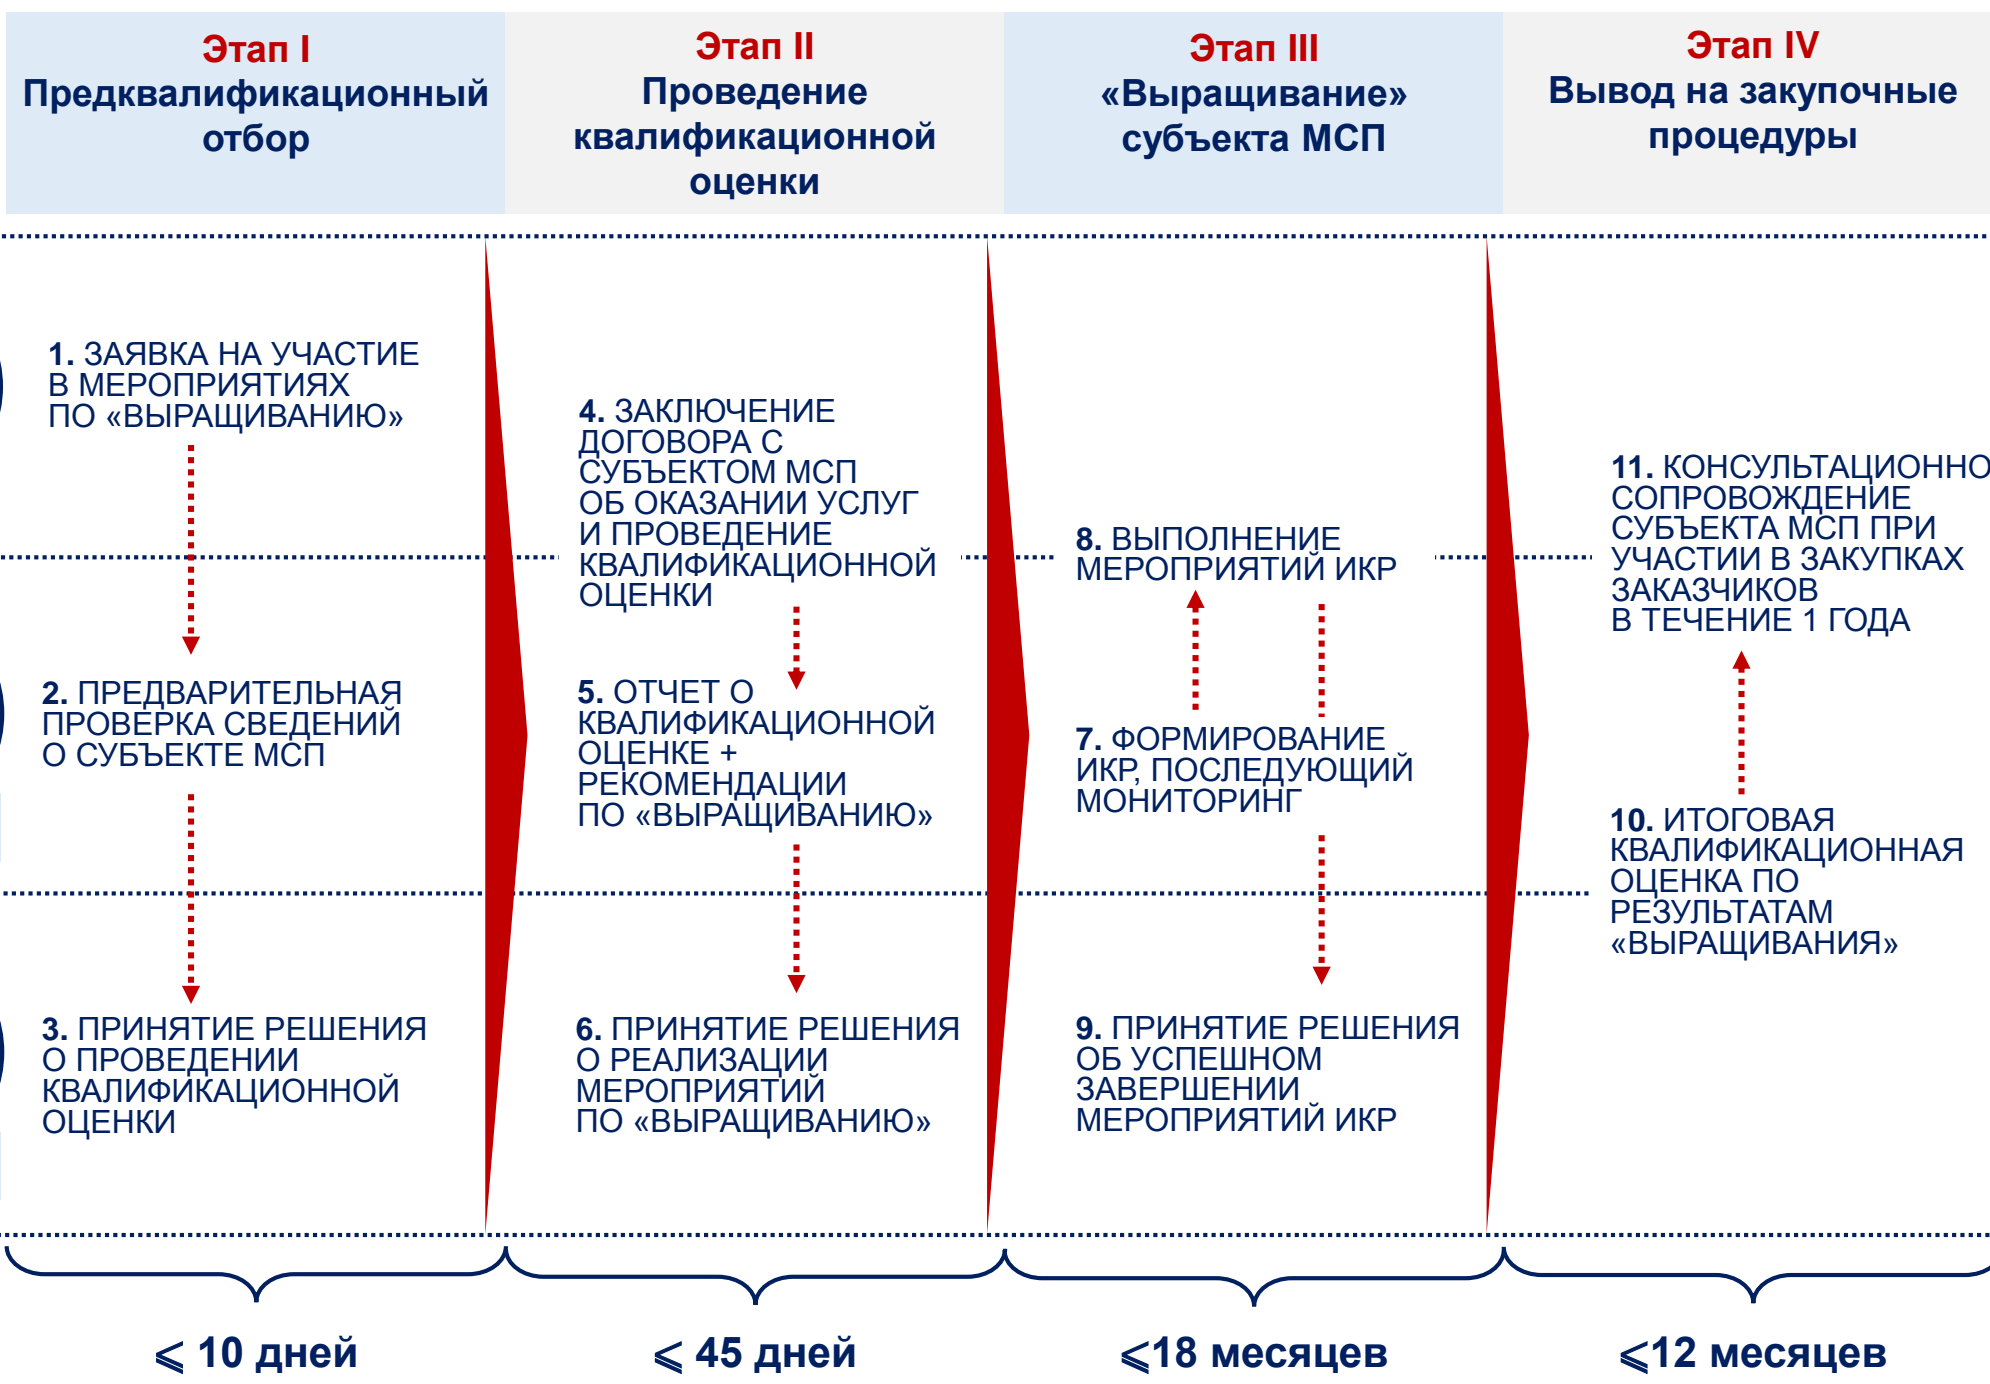 Этап I
Предквалификационный
отбор
Этап II
Проведение
квалификационной
оценки
Этап III
«Выращивание»
субъекта МСП
Этап IV
Вывод на закупочные
процедуры
1. ЗАЯВКА НА УЧАСТИЕ
В МЕРОПРИЯТИЯХ
ПО «ВЫРАЩИВАНИЮ»
2. ПРЕДВАРИТЕЛЬНАЯ
ПРОВЕРКА СВЕДЕНИЙ
О СУБЪЕКТЕ МСП
3. ПРИНЯТИЕ РЕШЕНИЯ
О ПРОВЕДЕНИИ
КВАЛИФИКАЦИОННОЙ
ОЦЕНКИ
4. ЗАКЛЮЧЕНИЕ
ДОГОВОРА С
СУБЪЕКТОМ МСП
ОБ ОКАЗАНИИ УСЛУГ
И ПРОВЕДЕНИЕ
КВАЛИФИКАЦИОННОЙ
ОЦЕНКИ
5. ОТЧЕТ О
КВАЛИФИКАЦИОННОЙ
ОЦЕНКЕ +
РЕКОМЕНДАЦИИ
ПО «ВЫРАЩИВАНИЮ»
6. ПРИНЯТИЕ РЕШЕНИЯ
О РЕАЛИЗАЦИИ
МЕРОПРИЯТИЙ
ПО «ВЫРАЩИВАНИЮ»
8. ВЫПОЛНЕНИЕ
МЕРОПРИЯТИЙ ИКР
7. ФОРМИРОВАНИЕ
ИКР, ПОСЛЕДУЮЩИЙ
МОНИТОРИНГ
9. ПРИНЯТИЕ РЕШЕНИЯ
ОБ УСПЕШНОМ
ЗАВЕРШЕНИИ
МЕРОПРИЯТИЙ ИКР
11. КОНСУЛЬТАЦИОННО
СОПРОВОЖДЕНИЕ
СУБЪЕКТА МСП ПРИ
УЧАСТИИ В ЗАКУПКАХ
ЗАКАЗЧИКОВ
В ТЕЧЕНИЕ 1 ГОДА
10. ИТОГОВАЯ
КВАЛИФИКАЦИОННАЯ
ОЦЕНКА ПО
РЕЗУЛЬТАТАМ
«ВЫРАЩИВАНИЯ»
⩽ 10 дней
⩽ 45 дней
⩽18 месяцев
⩽12 месяцев